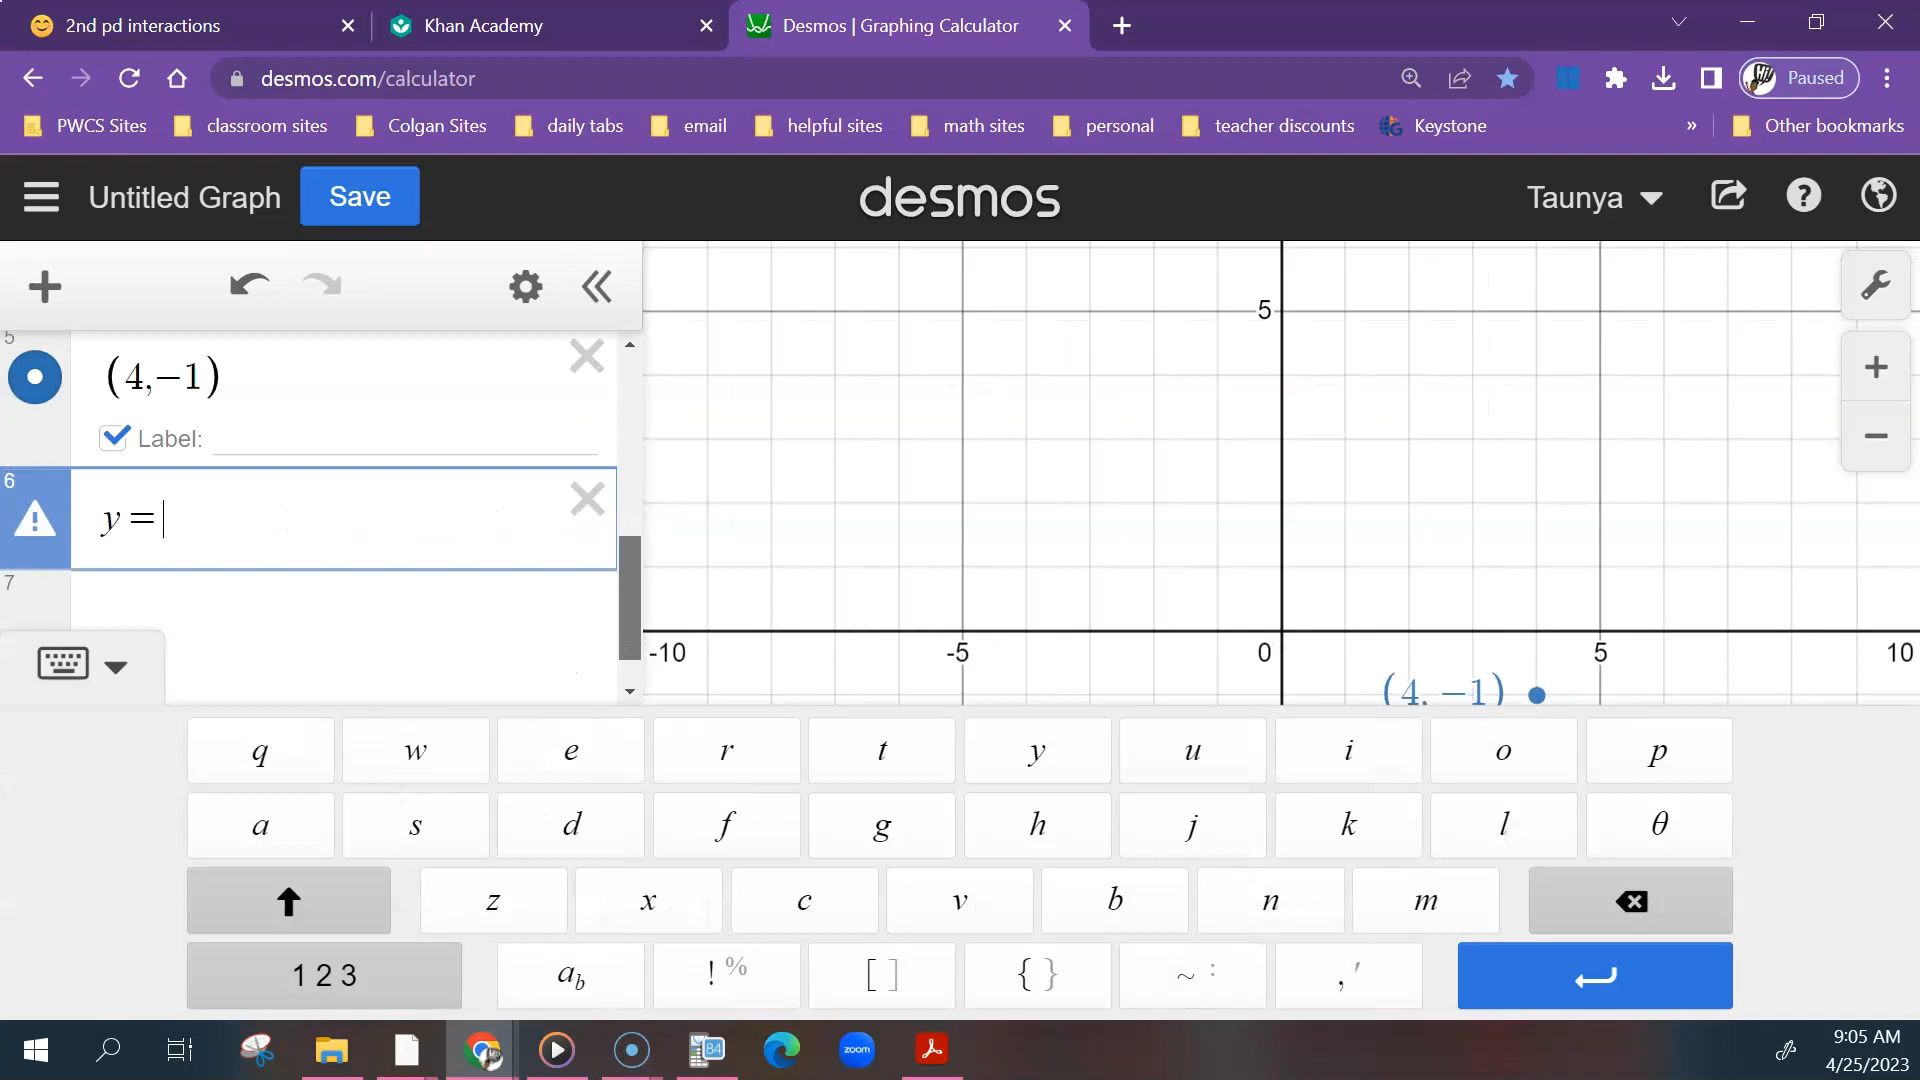 2nd pd interactions
Khan Academy
Desmos | Graphing Calculator
desmos.com/calculator
Paused
PWCS Sites classroom sites Colgan Sites daily tabs email helpful sites math sites personal teacher discounts Keystone » Other bookmarks
Untitled Graph Save desmos Taunya
5
(4,−1)
Label:
6
y =
7
5
-10 -5 0 5 10
(4, −1)
q w e r t y u i o p
a s d f g h j k l θ
z x c v b n m
1 2 3 a_b ! % [ ] { } ~ : , '
84
zoom
9:05 AM
4/25/2023